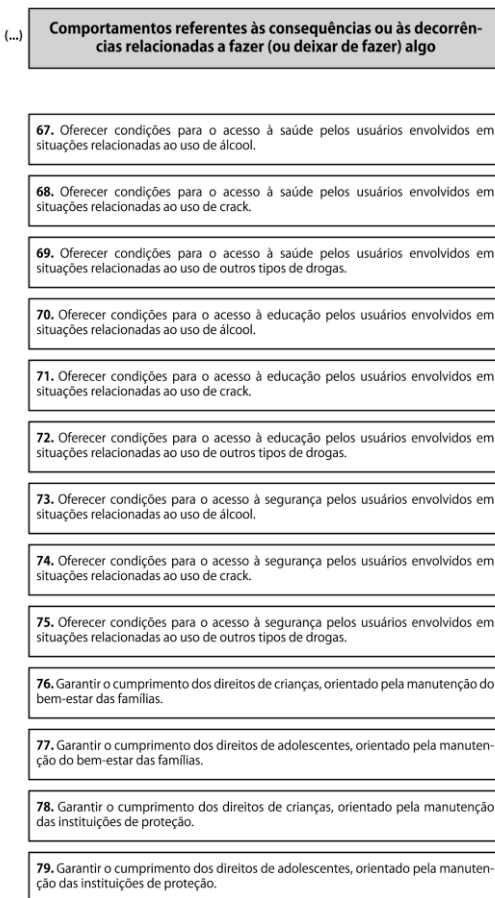 (...)
Comportamentos referentes às consequências ou às decorrên-
cias relacionadas a fazer (ou deixar de fazer) algo
67. Oferecer condições para o acesso à saúde pelos usuários envolvidos em
situações relacionadas ao uso de álcool.
68. Oferecer condições para o acesso à saúde pelos usuários envolvidos em
situações relacionadas ao uso de crack.
69. Oferecer condições para o acesso à saúde pelos usuários envolvidos em
situações relacionadas ao uso de outros tipos de drogas.
70. Oferecer condições para o acesso à educação pelos usuários envolvidos em
situações relacionadas ao uso de álcool.
71. Oferecer condições para o acesso à educação pelos usuários envolvidos em
situações relacionadas ao uso de crack.
72. Oferecer condições para o acesso à educação pelos usuários envolvidos em
situações relacionadas ao uso de outros tipos de drogas.
73. Oferecer condições para o acesso à segurança pelos usuários envolvidos em
situações relacionadas ao uso de álcool.
74. Oferecer condições para o acesso à segurança pelos usuários envolvidos em
situações relacionadas ao uso de crack.
75. Oferecer condições para o acesso à segurança pelos usuários envolvidos em
situações relacionadas ao uso de outros tipos de drogas.
76. Garantir o cumprimento dos direitos de crianças, orientado pela manutenção do
bem-estar das famílias.
77. Garantir o cumprimento dos direitos de adolescentes, orientado pela manuten-
ção do bem-estar das famílias.
78. Garantir o cumprimento dos direitos de crianças, orientado pela manutenção
das instituições de proteção.
79. Garantir o cumprimento dos direitos de adolescentes, orientado pela manuten-
ção das instituições de proteção.